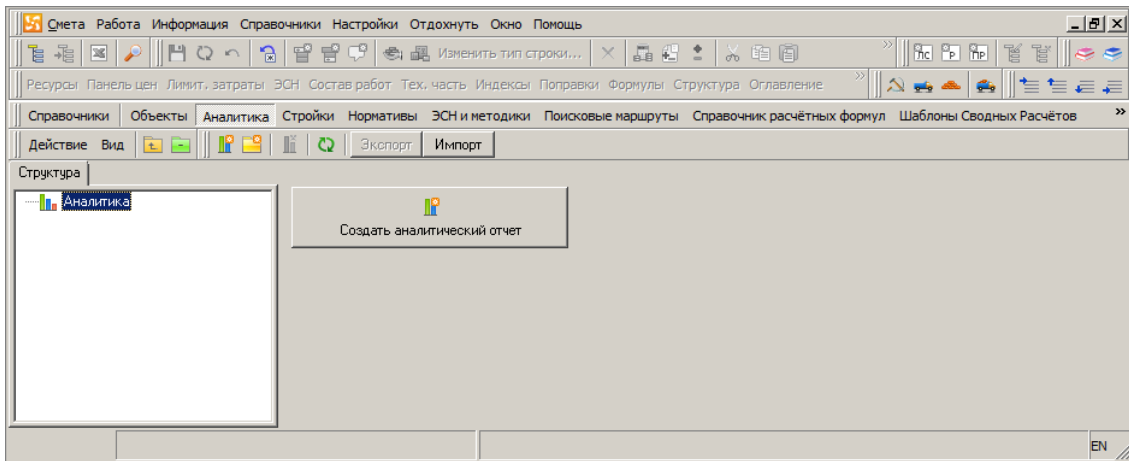 Смета Работа Информация Справочники Настройки Отдохнуть Окно Помощь
Изменить тип строки... лс Р ПР
Ресурсы Панель цен Лимит. затраты ЭСН Состав работ Тех. часть Индексы Поправки Формулы Структура Оглавление
Справочники Объекты Аналитика Стройки Нормативы ЭСН и методики Поисковые маршруты Справочник расчётных формул Шаблоны Сводных Расчётов
Действие Вид Экспорт Импорт
Структура
Аналитика
Создать аналитический отчет
EN